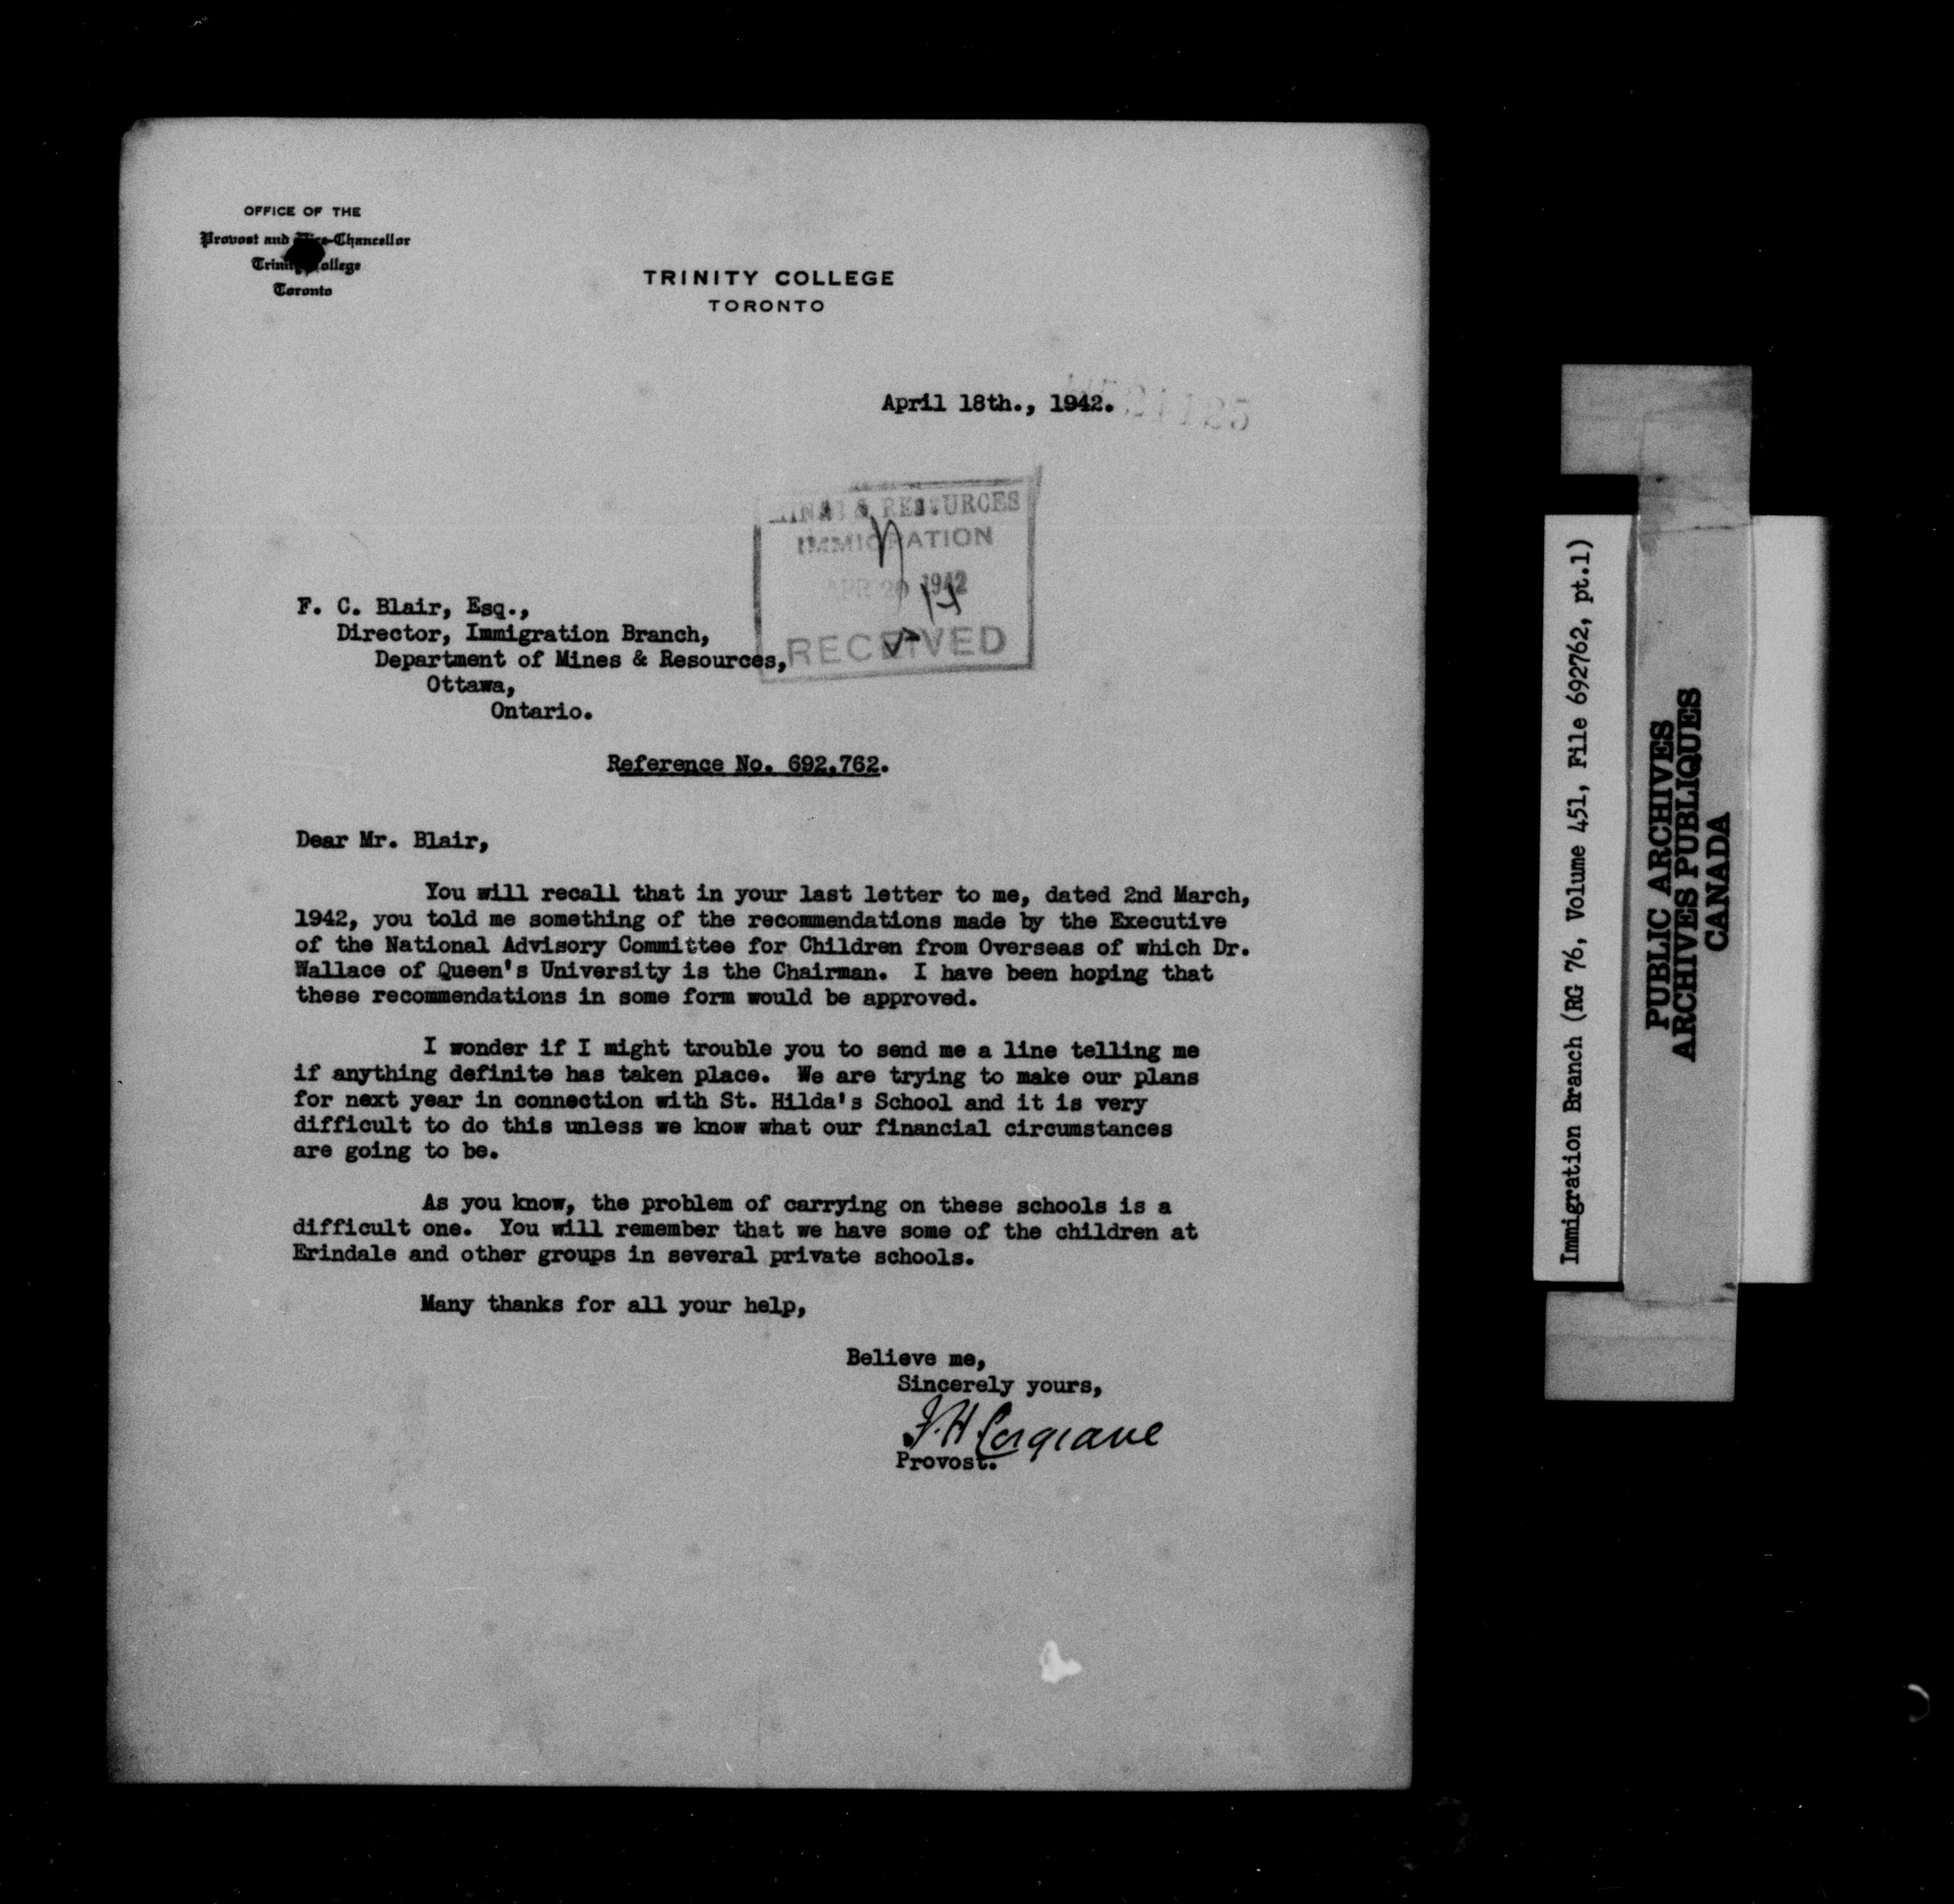 OFFICE OF THE
Provost and Vice-Chancellor
Trinity College
Toronto
TRINITY COLLEGE
TORONTO
April 18th., 1942.
MINES & RESOURCES
IMMIGRATION
APR 20 1942
RECEIVED
F. C. Blair, Esq.,
Director, Immigration Branch,
Department of Mines & Resources,
Ottawa,
Ontario.
Reference No. 692.762.
Dear Mr. Blair,
You will recall that in your last letter to me, dated 2nd March,
1942, you told me something of the recommendations made by the Executive
of the National Advisory Committee for Children from Overseas of which Dr.
Wallace of Queen's University is the Chairman. I have been hoping that
these recommendations in some form would be approved.
I wonder if I might trouble you to send me a line telling me
if anything definite has taken place. We are trying to make our plans
for next year in connection with St. Hilda's School and it is very
difficult to do this unless we know what our financial circumstances
are going to be.
As you know, the problem of carrying on these schools is a
difficult one. You will remember that we have some of the children at
Erindale and other groups in several private schools.
Many thanks for all your help,
Believe me,
Sincerely yours,
F. H. Cosgrave
Provost.
Immigration Branch (RG 76, Volume 451, File 692762, pt.1)
PUBLIC ARCHIVES
ARCHIVES PUBLIQUES
CANADA